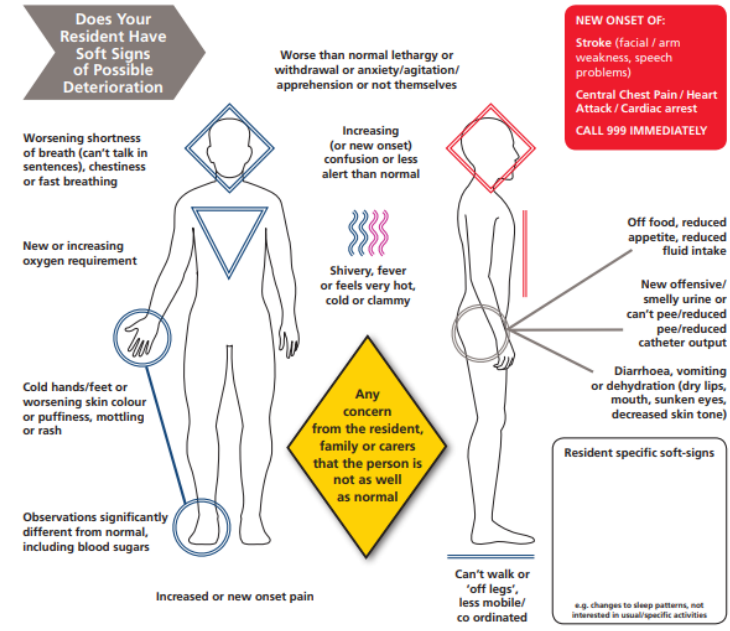 Does Your
Resident Have
Soft Signs
of Possible
Deterioration
Worse than normal lethargy or
withdrawal or anxiety/agitation/
apprehension or not themselves
NEW ONSET OF:
Stroke (facial / arm
weakness, speech
problems)
Central Chest Pain / Heart
Attack / Cardiac arrest
CALL 999 IMMEDIATELY
Worsening shortness
of breath (can't talk in
sentences), chestiness
or fast breathing
Increasing
(or new onset)
confusion or less
alert than normal
New or increasing
oxygen requirement
Shivery, fever
or feels very hot,
cold or clammy
Off food, reduced
appetite, reduced
fluid intake
New offensive/
smelly urine or
can't pee/reduced
pee/reduced
catheter output
Diarrhoea, vomiting
or dehydration (dry lips,
mouth, sunken eyes,
decreased skin tone)
Cold hands/feet or
worsening skin colour
or puffiness, mottling
or rash
Any
concern
from the resident,
family or carers
that the person is
not as well
as normal
Resident specific soft-signs
e.g. changes to sleep patterns, not
interested in usual/specific activities
Observations significantly
different from normal,
including blood sugars
Increased or new onset pain
Can't walk or
'off legs',
less mobile/
co ordinated